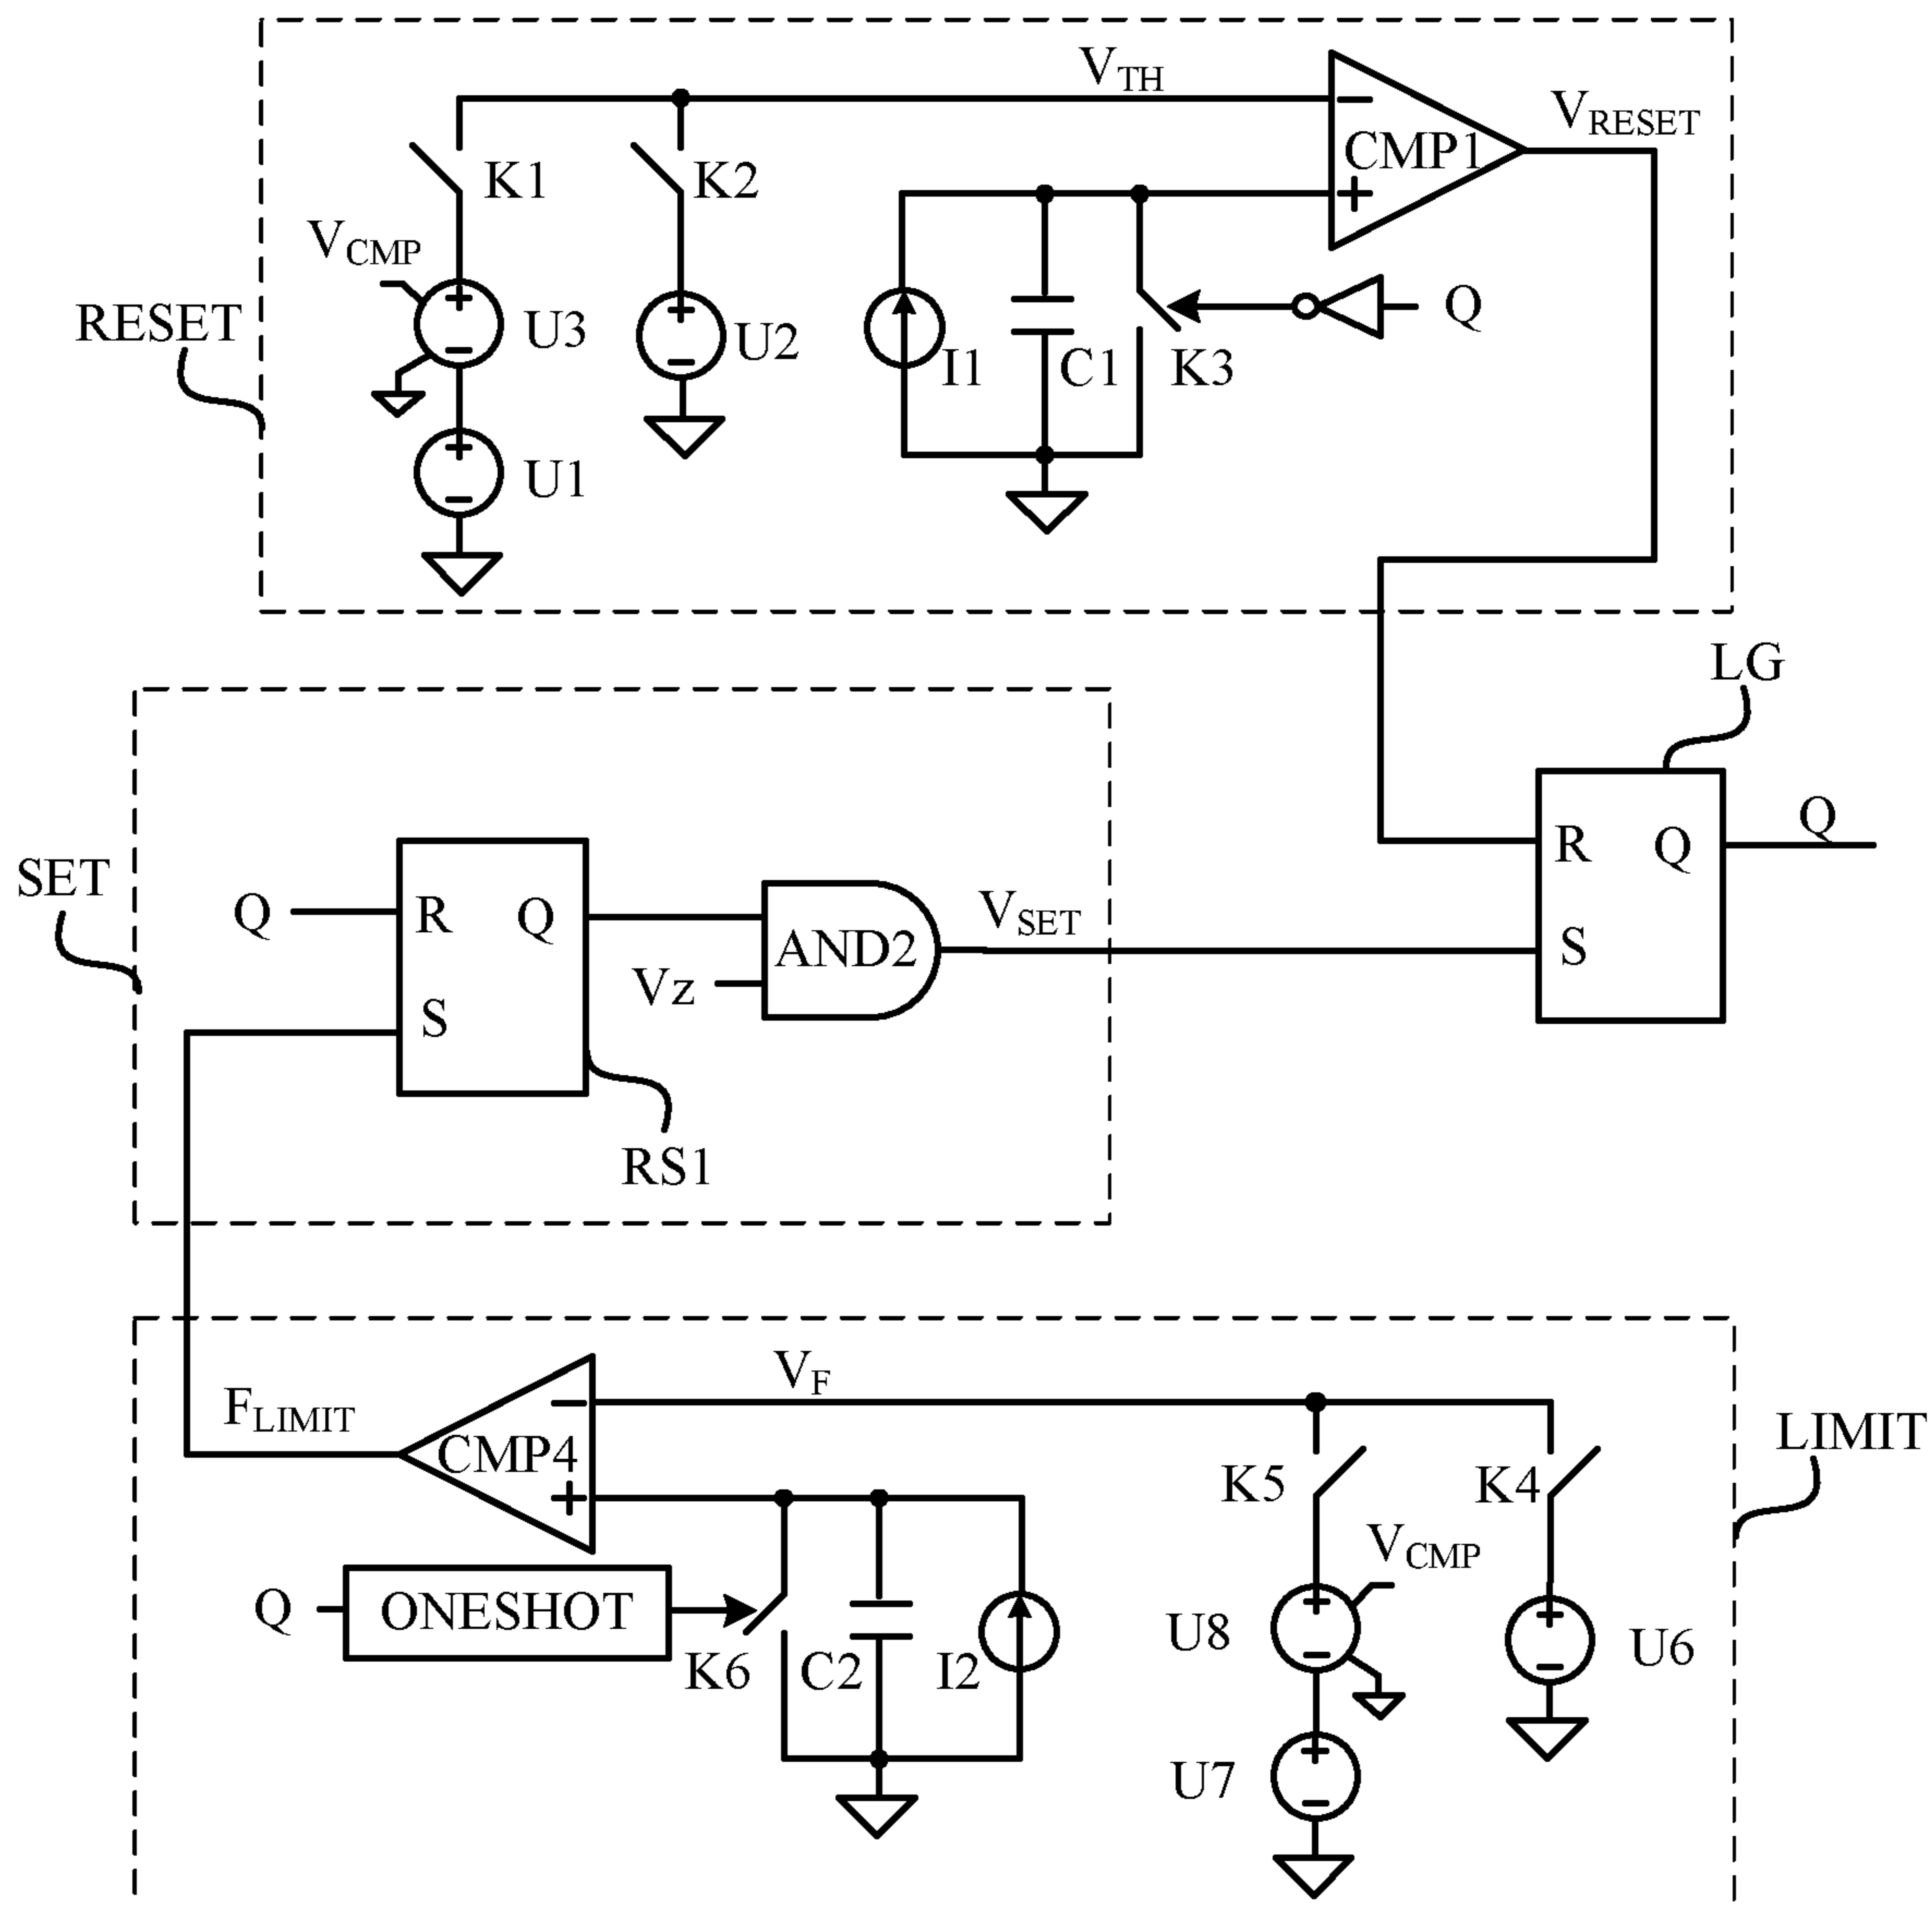 V_TH
V_RESET
CMP1
K1
K2
V_CMP
RESET
U3
U2
I1
C1
K3
Q
U1
LG
SET
Q
R
Q
S
AND2
Vz
V_SET
R
Q
S
Q
RS1
V_F
F_LIMIT
CMP4
LIMIT
K5
K4
V_CMP
Q
ONESHOT
K6
C2
I2
U8
U6
U7